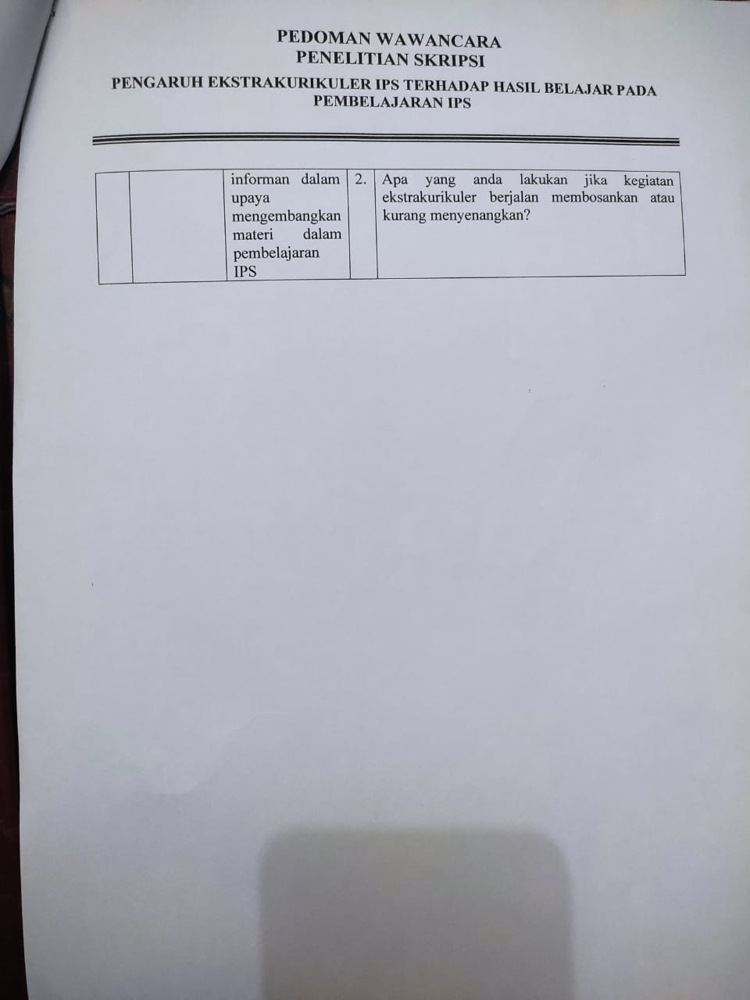 PEDOMAN WAWANCARA
PENELITIAN SKRIPSI
PENGARUH EKSTRAKURIKULER IPS TERHADAP HASIL BELAJAR PADA
PEMBELAJARAN IPS
informan dalam
upaya
mengembangkan
materi dalam
pembelajaran
IPS
2.
Apa yang anda lakukan jika kegiatan
ekstrakurikuler berjalan membosankan atau
kurang menyenangkan?